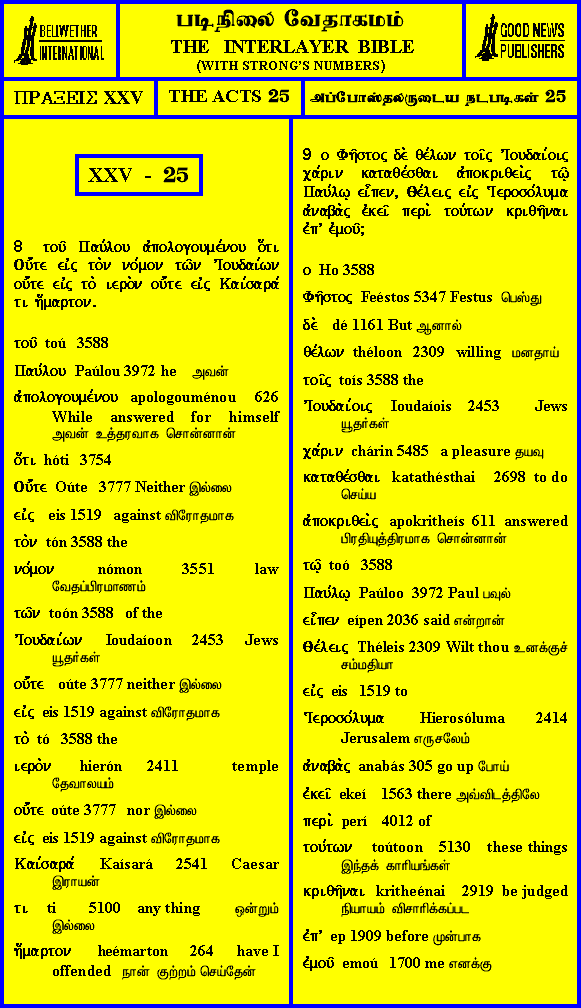 BELLWETHER
INTERNATIONAL
படிநிலை வேதாகமம்
THE INTERLAYER BIBLE
(WITH STRONG'S NUMBERS)
GOOD NEWS
PUBLISHERS
ΠΡΑΞΕΙΣ XXV
THE ACTS 25
அப்போஸ்தலருடைய நடபடிகள் 25
XXV - 25
8 τοῦ Παύλου ἀπολογουμένου ὅτι
Οὔτε εἰς τὸν νόμον τῶν Ἰουδαίων
οὔτε εἰς τὸ ιερὸν οὔτε εἰς Καίσαρά
τι ἥμαρτον.
τοῦ toú 3588
Παύλου Paúlou 3972 he அவன்
ἀπολογουμένου apologouménou 626
While answered for himself
அவன் உத்தரவாக சொன்னான்
ὅτι hóti 3754
Οὔτε Oúte 3777 Neither இல்லை
εἰς eis 1519 against விரோதமாக
τὸν tón 3588 the
νόμον nómon 3551 law
வேதப்பிரமாணம்
τῶν toón 3588 of the
Ἰουδαίων Ioudaíoon 2453 Jews
யூதர்கள்
οὔτε oúte 3777 neither இல்லை
εἰς eis 1519 against விரோதமாக
τὸ tó 3588 the
ιερὸν hierón 2411 temple
தேவாலயம்
οὔτε oúte 3777 nor இல்லை
εἰς eis 1519 against விரோதமாக
Καίσαρά Kaísará 2541 Caesar
இராயன்
τι ti 5100 any thing ஒன்றும்
இல்லை
ἥμαρτον heémarton 264 have I
offended நான் குற்றம் செய்தேன்
9 ο Φῆστος δὲ θέλων τοῖς Ἰουδαίοις
χάριν καταθέσθαι ἀποκριθεὶς τῷ
Παύλῳ εἶπεν, Θέλεις εἰς Ἱεροσόλυμα
ἀναβὰς ἐκεῖ περὶ τούτων κριθῆναι
ἐπ' ἐμοῦ;
ο Ho 3588
Φῆστος Feéstos 5347 Festus பெஸ்து
δὲ dé 1161 But ஆனால்
θέλων théloon 2309 willing மனதாய்
τοῖς toís 3588 the
Ἰουδαίοις Ioudaíois 2453 Jews
யூதர்கள்
χάριν chárin 5485 a pleasure தயவு
καταθέσθαι katathésthai 2698 to do
செய்ய
ἀποκριθεὶς apokritheís 611 answered
பிரதியுத்திரமாக சொன்னான்
τῷ toó 3588
Παύλῳ Paúloo 3972 Paul பவுல்
εἶπεν eípen 2036 said என்றான்
Θέλεις Théleis 2309 Wilt thou உனக்குச்
சம்மதியா
εἰς eis 1519 to
Ἱεροσόλυμα Hierosóluma 2414
Jerusalem எருசலேம்
ἀναβὰς anabás 305 go up போய்
ἐκεῖ ekeí 1563 there அவ்விடத்திலே
περὶ perí 4012 of
τούτων toútoon 5130 these things
இந்தக் காரியங்கள்
κριθῆναι kritheénai 2919 be judged
நியாயம் விசாரிக்கப்பட
ἐπ' ep 1909 before முன்பாக
ἐμοῦ emoú 1700 me எனக்கு